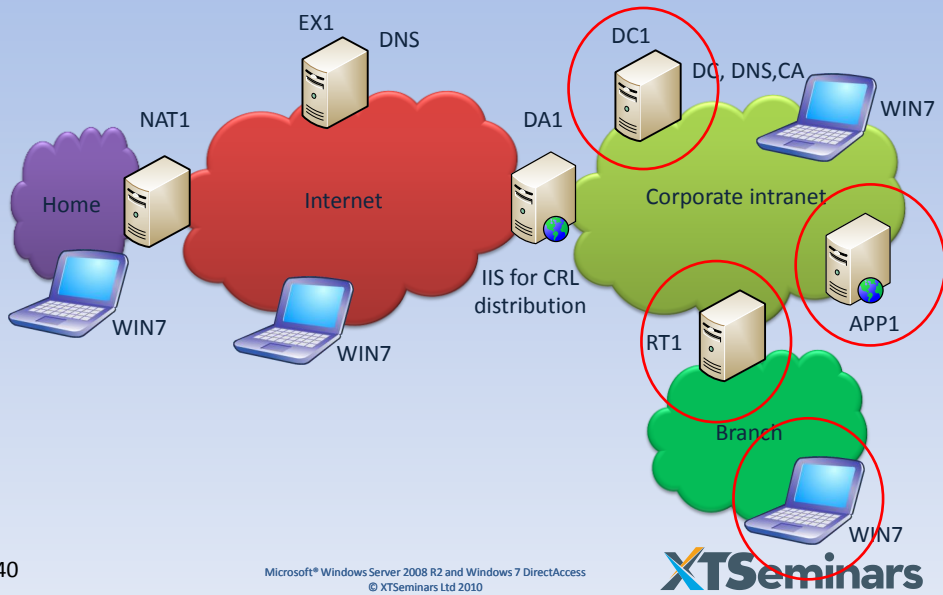 EX1
DNS
DC1
DC, DNS,CA
WIN7
NAT1
DA1
Home
Internet
Corporate intranet
IIS for CRL
distribution
WIN7
WIN7
RT1
APP1
Branch
WIN7
40
Microsoft® Windows Server 2008 R2 and Windows 7 DirectAccess
© XTSeminars Ltd 2010
XTSeminars